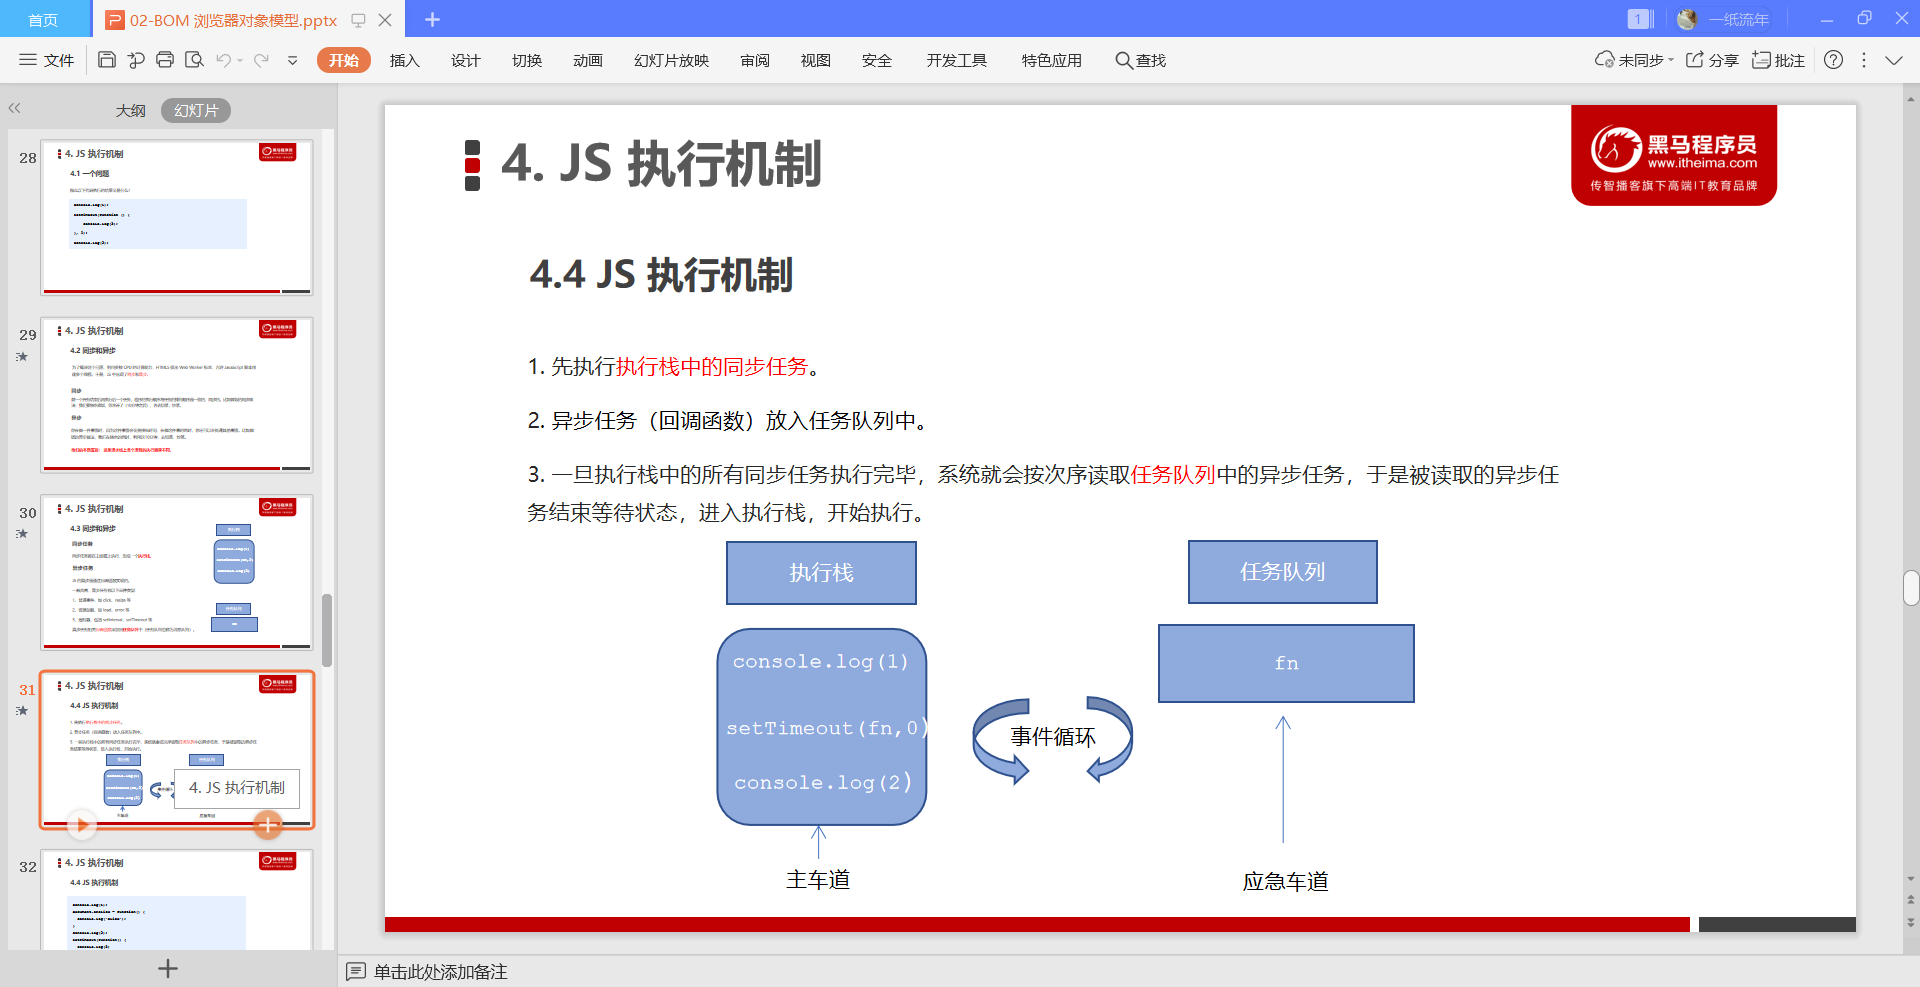 首页
02-BOM 浏览器对象模型.pptx
1
一纸流年
文件
开始
插入
设计
切换
动画
幻灯片放映
审阅
视图
安全
开发工具
特色应用
查找
未同步
分享
批注
大纲
幻灯片
28
4. JS 执行机制
4.1 一个问题
29
4. JS 执行机制
4.2 同步和异步
同步
异步
30
4. JS 执行机制
4.3 同步和异步
同步任务
异步任务
31
4. JS 执行机制
4.4 JS 执行机制
4. JS 执行机制
32
4. JS 执行机制
4.4 JS 执行机制
4. JS 执行机制
黑马程序员
www.itheima.com
传智播客旗下高端IT教育品牌
4.4 JS 执行机制
1. 先执行执行栈中的同步任务。
2. 异步任务（回调函数）放入任务队列中。
3. 一旦执行栈中的所有同步任务执行完毕，系统就会按次序读取任务队列中的异步任务，于是被读取的异步任
务结束等待状态，进入执行栈，开始执行。
执行栈
任务队列
console.log(1)
setTimeout(fn,0)
console.log(2)
fn
事件循环
主车道
应急车道
单击此处添加备注